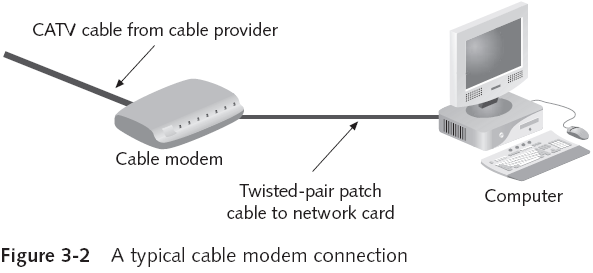 CATV cable from cable provider
Cable modem
Twisted-pair patch
cable to network card
Computer
Figure 3-2 A typical cable modem connection